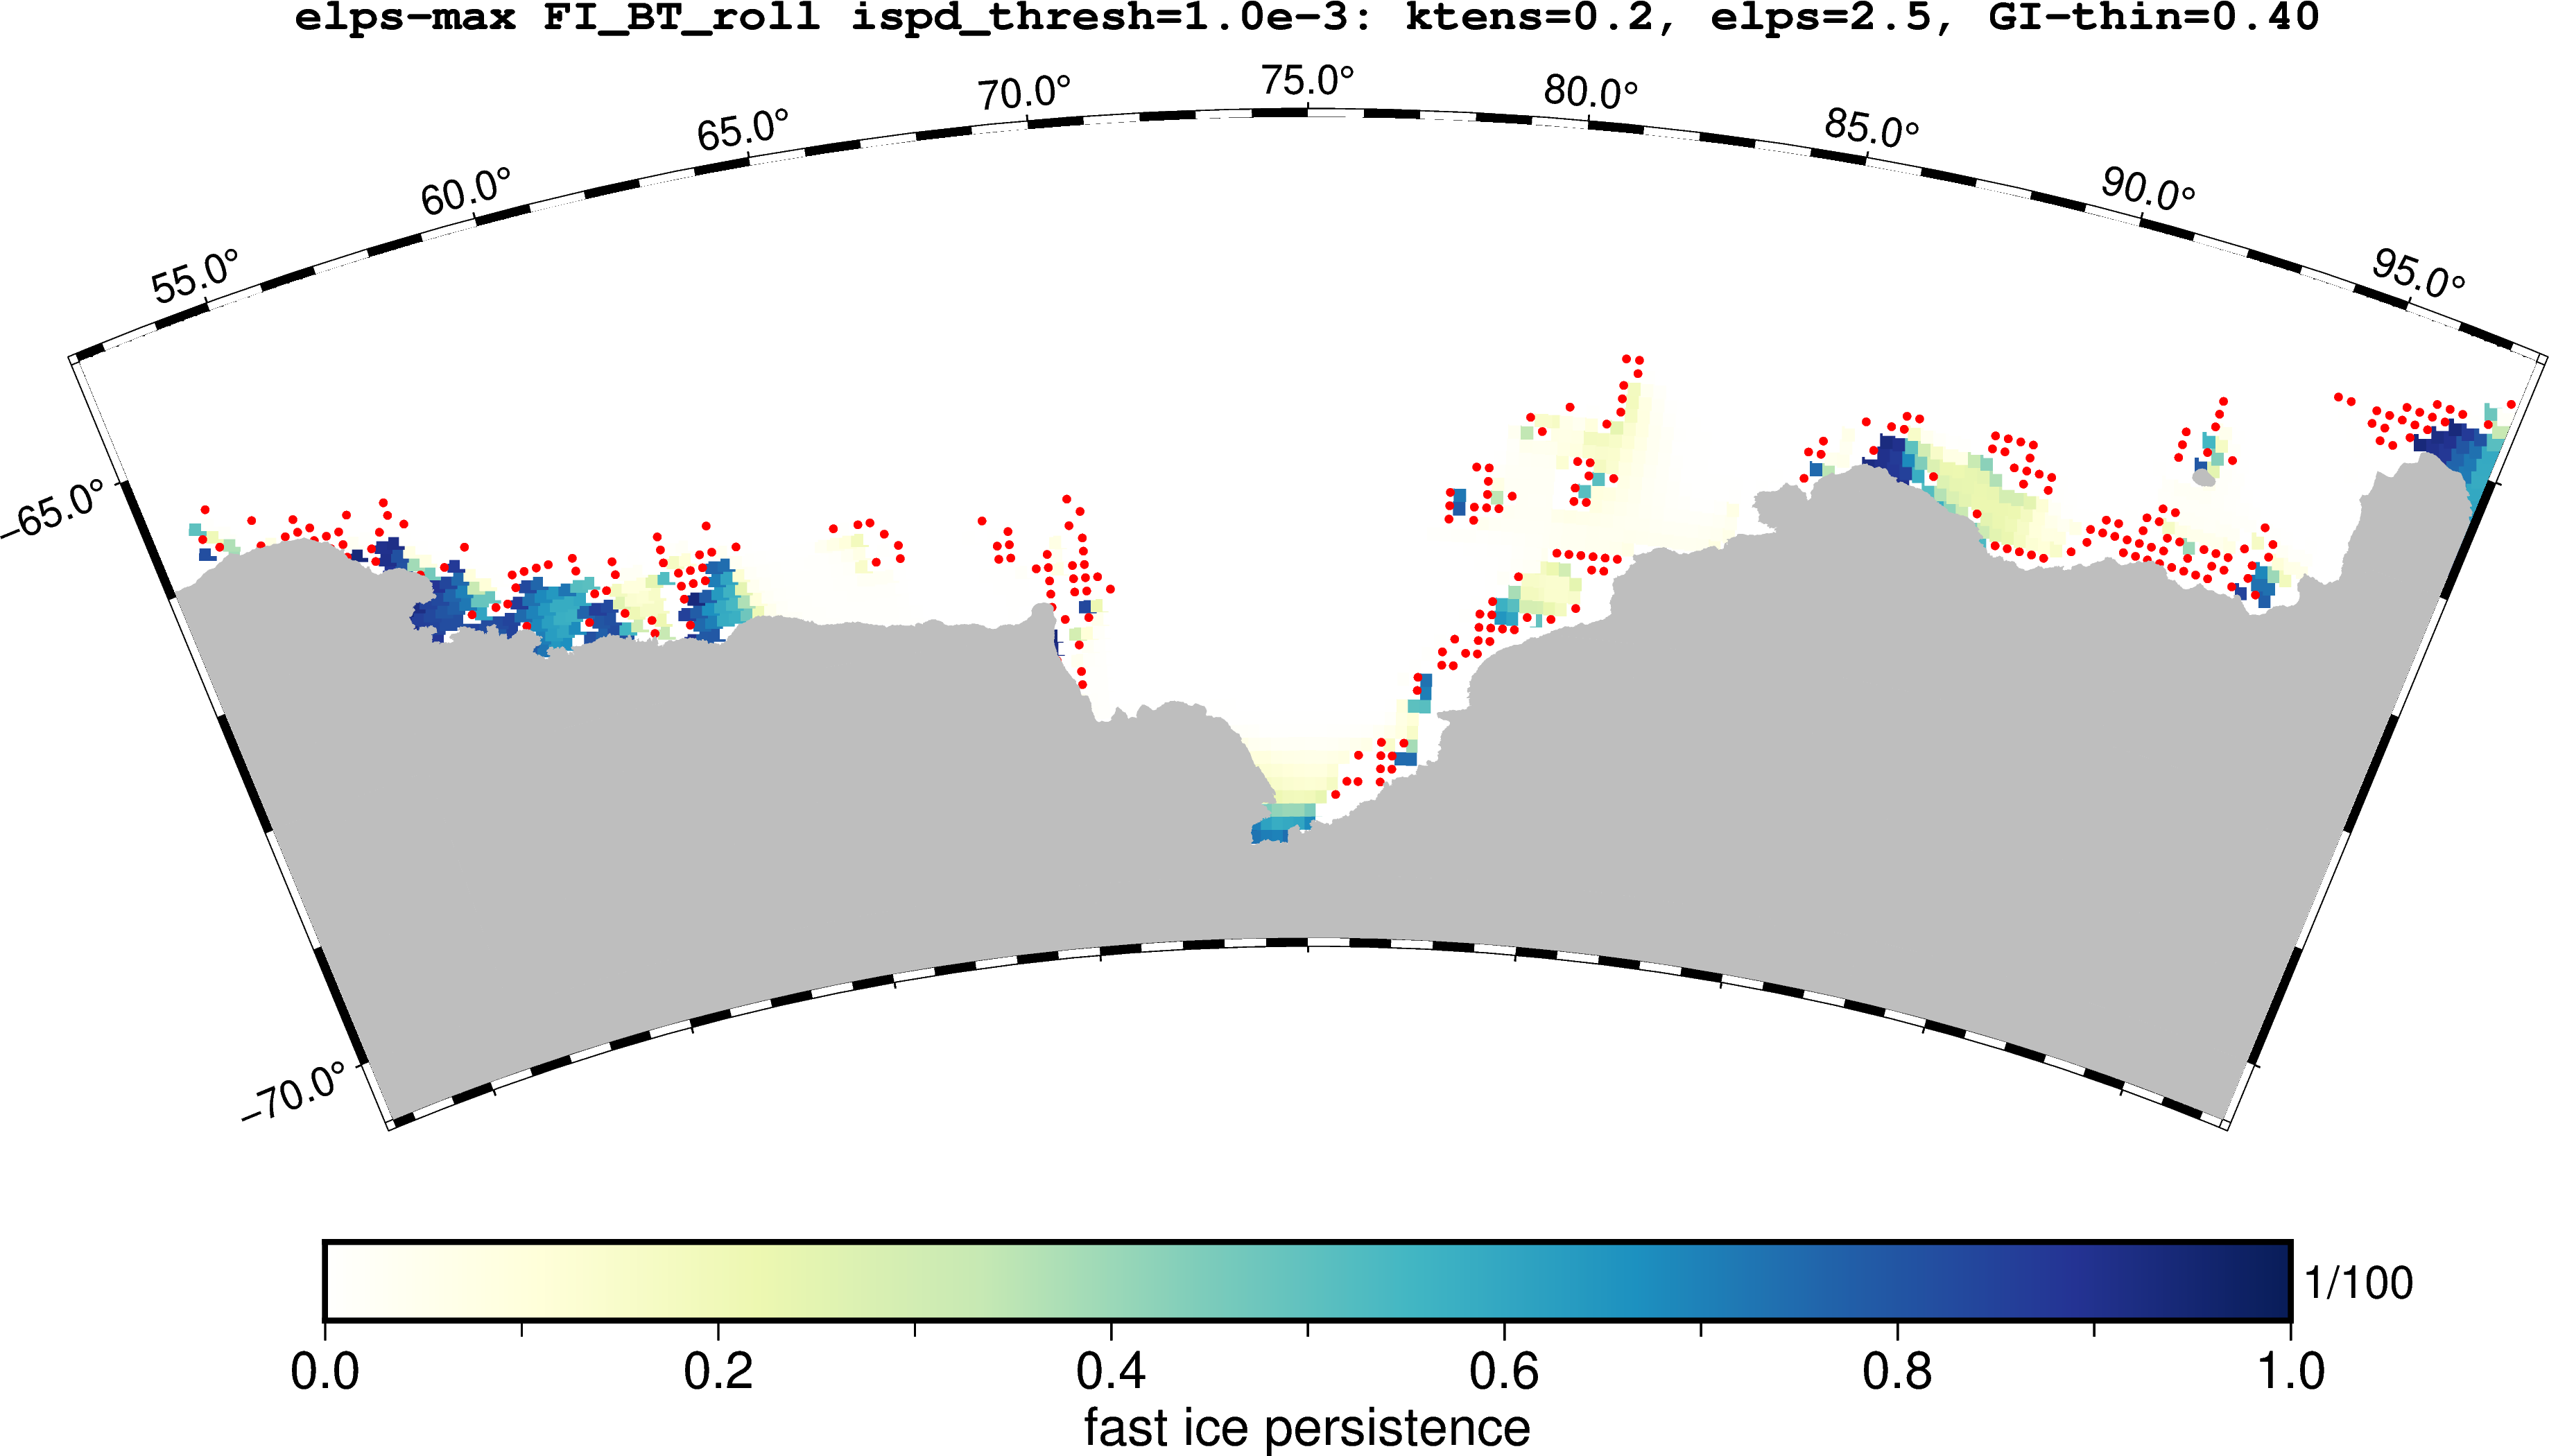 elps-max FI_BT_roll ispd_thresh=1.0e-3: ktens=0.2, elps=2.5, GI-thin=0.40
55.0° 60.0° 65.0° 70.0° 75.0° 80.0° 85.0° 90.0° 95.0°
-65.0°
-70.0°
1/100
0.0 0.2 0.4 0.6 0.8 1.0
fast ice persistence